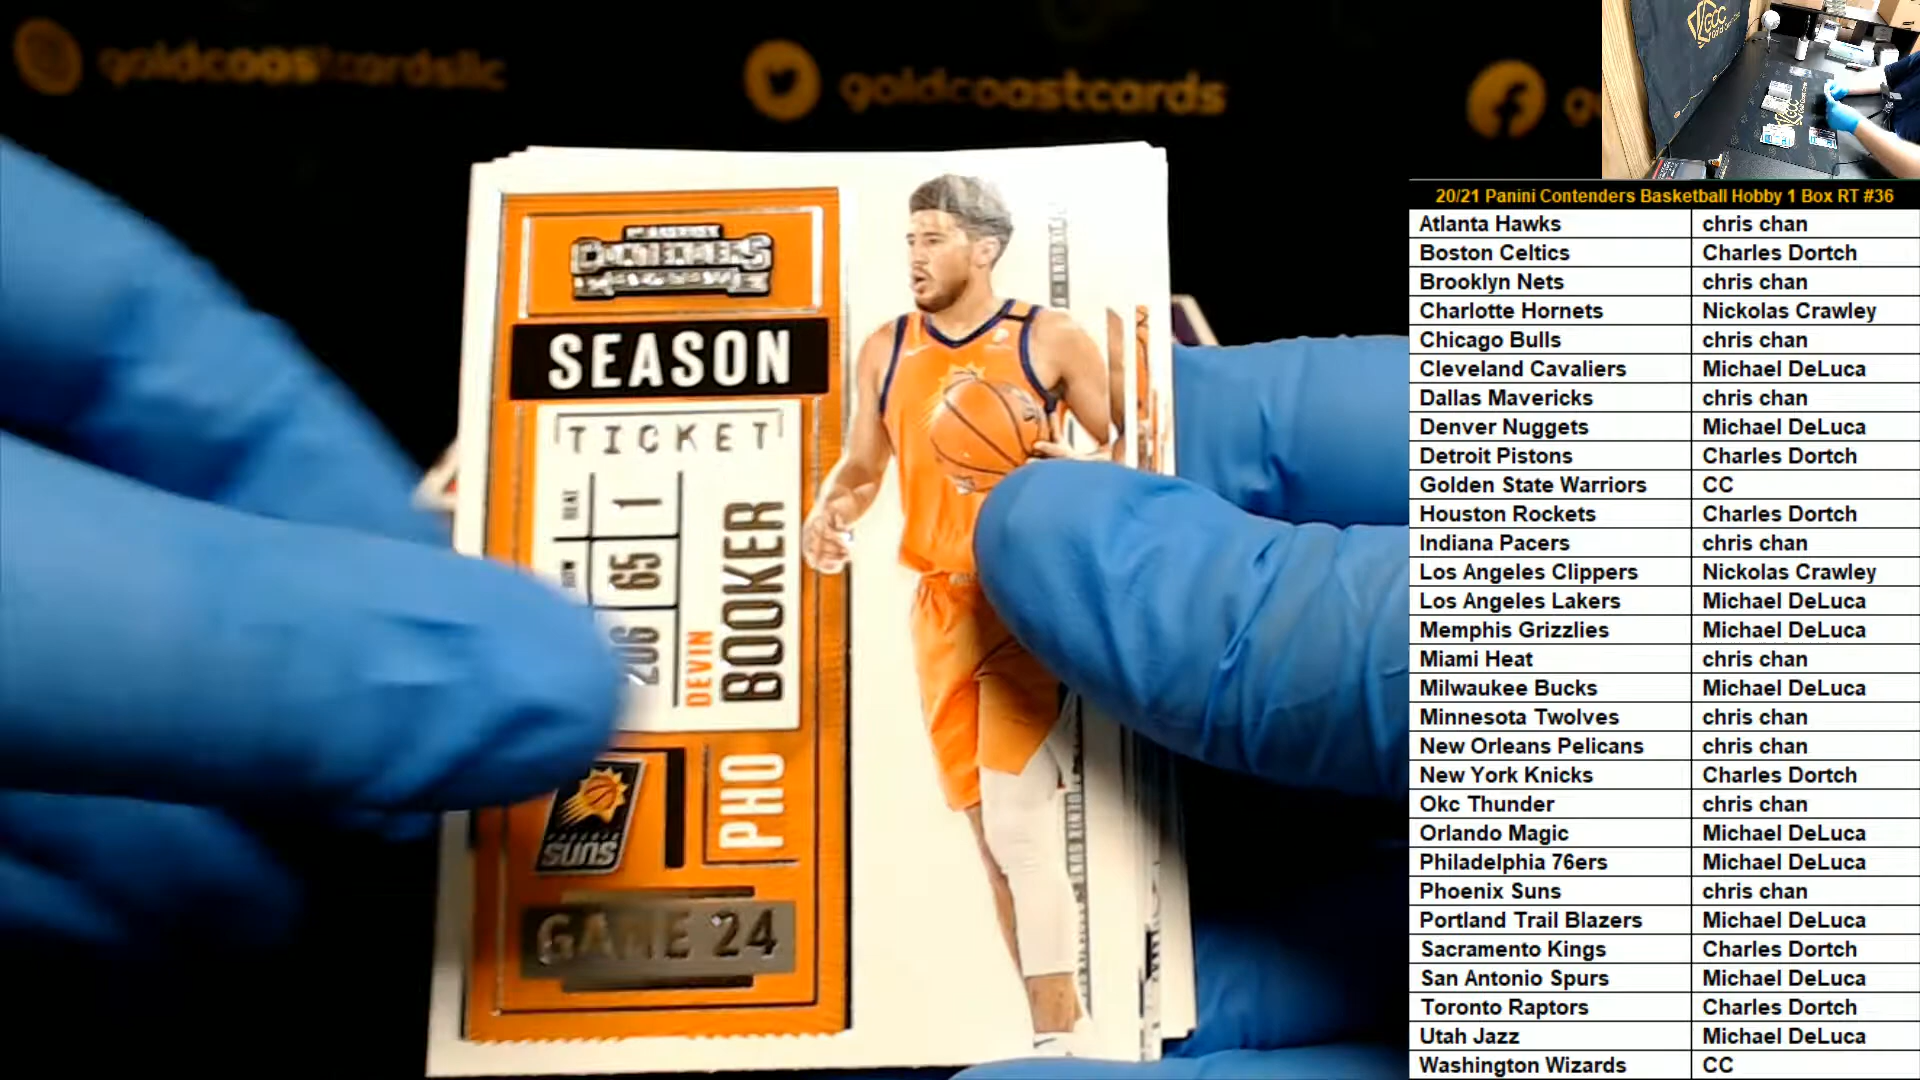 goldcoastcardsllc
goldcoastcards
CONTENDERS
SEASON
TICKET
SEAT 1
65
206
DEVIN
BOOKER
PHO
SUNS
GAME 24
GCC
20/21 Panini Contenders Basketball Hobby 1 Box RT #36
Atlanta Hawks chris chan
Boston Celtics Charles Dortch
Brooklyn Nets chris chan
Charlotte Hornets Nickolas Crawley
Chicago Bulls chris chan
Cleveland Cavaliers Michael DeLuca
Dallas Mavericks chris chan
Denver Nuggets Michael DeLuca
Detroit Pistons Charles Dortch
Golden State Warriors CC
Houston Rockets Charles Dortch
Indiana Pacers chris chan
Los Angeles Clippers Nickolas Crawley
Los Angeles Lakers Michael DeLuca
Memphis Grizzlies Michael DeLuca
Miami Heat chris chan
Milwaukee Bucks Michael DeLuca
Minnesota Twolves chris chan
New Orleans Pelicans chris chan
New York Knicks Charles Dortch
Okc Thunder chris chan
Orlando Magic Michael DeLuca
Philadelphia 76ers Michael DeLuca
Phoenix Suns chris chan
Portland Trail Blazers Michael DeLuca
Sacramento Kings Charles Dortch
San Antonio Spurs Michael DeLuca
Toronto Raptors Charles Dortch
Utah Jazz Michael DeLuca
Washington Wizards CC